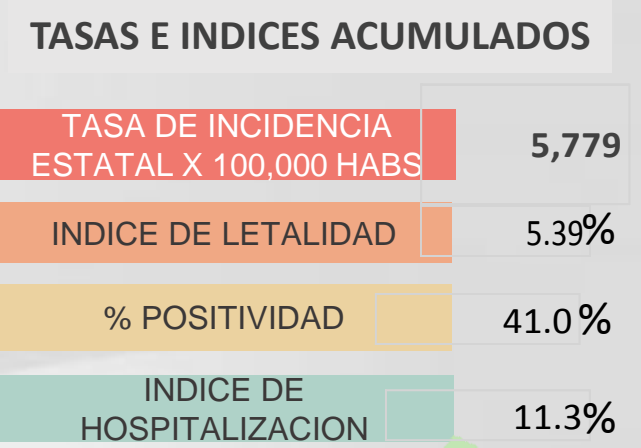 TASAS E INDICES ACUMULADOS
TASA DE INCIDENCIA
ESTATAL X 100,000 HABS
5,779
INDICE DE LETALIDAD
5.39%
% POSITIVIDAD
41.0 %
INDICE DE
HOSPITALIZACION
11.3%